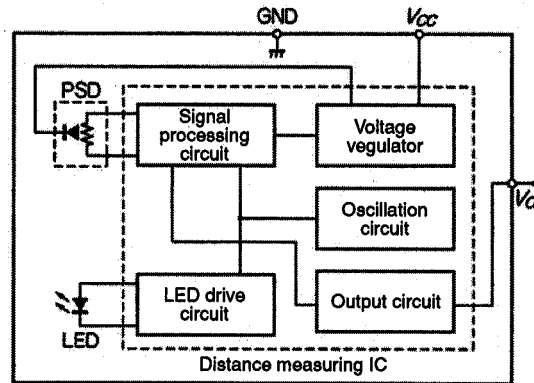 GND
Vcc
PSD
Signal
processing
circuit
Voltage
vegulator
Oscillation
circuit
LED drive
circuit
Output circuit
LED
Distance measuring IC